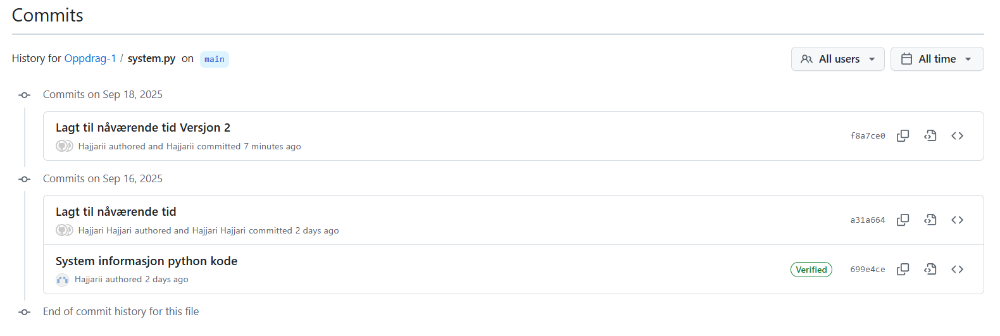 Commits
History for Oppdrag-1 / system.py on main
All users
All time
Commits on Sep 18, 2025
Lagt til nåværende tid Versjon 2
Hajjarii authored and Hajjarii committed 7 minutes ago
f8a7ce0
Commits on Sep 16, 2025
Lagt til nåværende tid
Hajjari Hajjari authored and Hajjari Hajjari committed 2 days ago
a31a664
System informasjon python kode
Hajjarii authored 2 days ago
Verified
699e4ce
End of commit history for this file